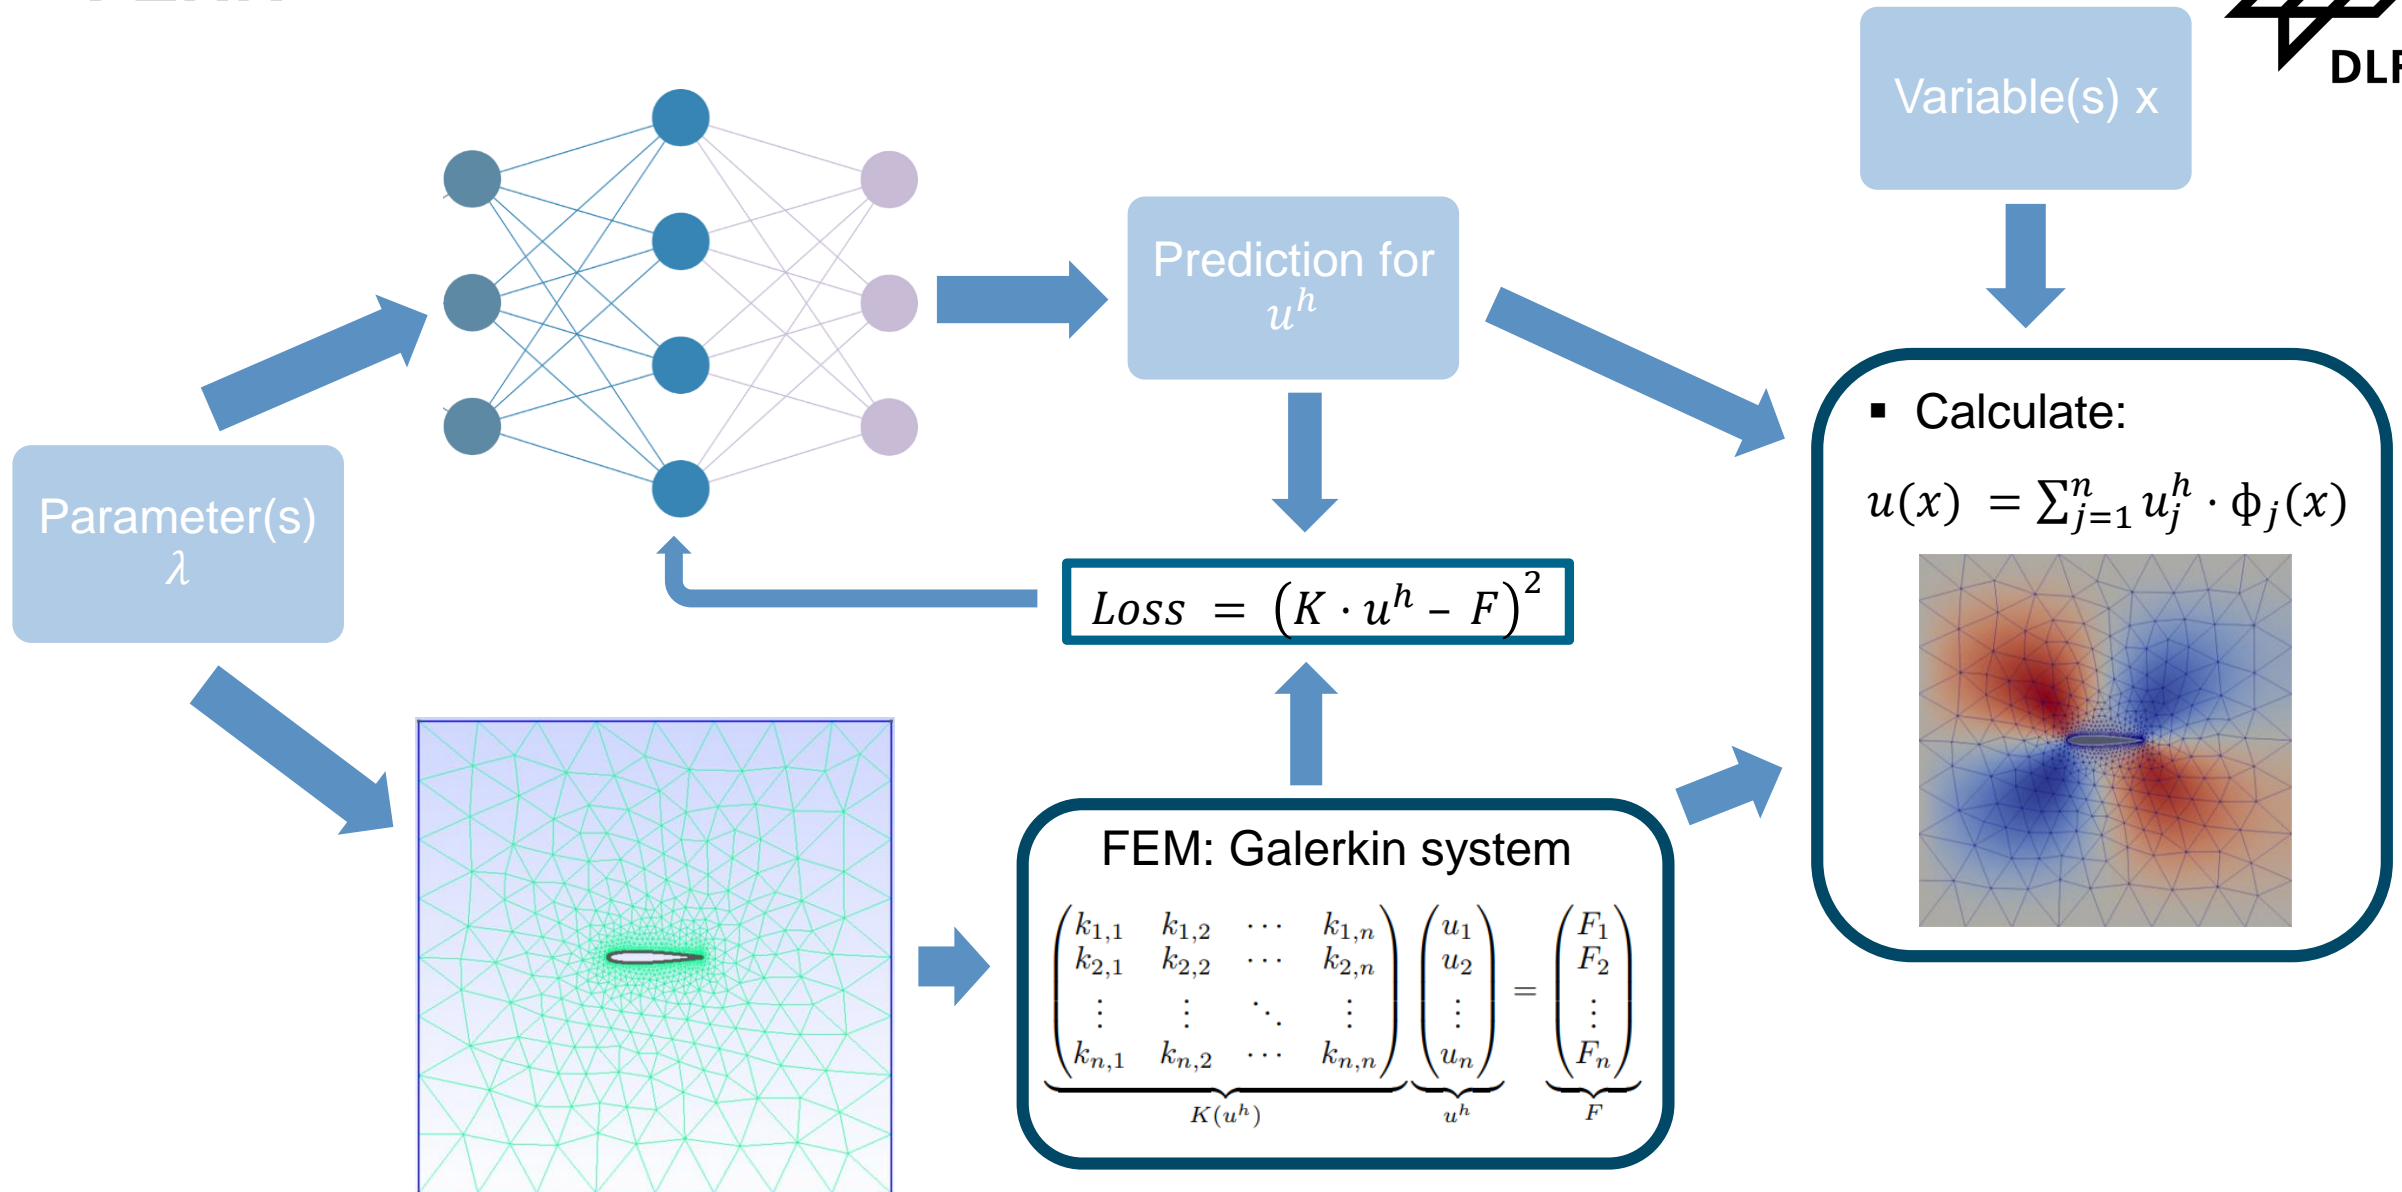 Variable(s) x
DLR
Prediction for
u^h
Calculate:
u(x) = ∑_{j=1}^{n} u_j^h · ϕ_j(x)
Parameter(s)
λ
Loss = (K · u^h – F)^2
FEM: Galerkin system
k_{1,1} k_{1,2} ⋯ k_{1,n} u_1 F_1
k_{2,1} k_{2,2} ⋯ k_{2,n} u_2 = F_2
⋮ ⋮ ⋱ ⋮ ⋮ ⋮
k_{n,1} k_{n,2} ⋯ k_{n,n} u_n F_n
K(u^h) u^h F